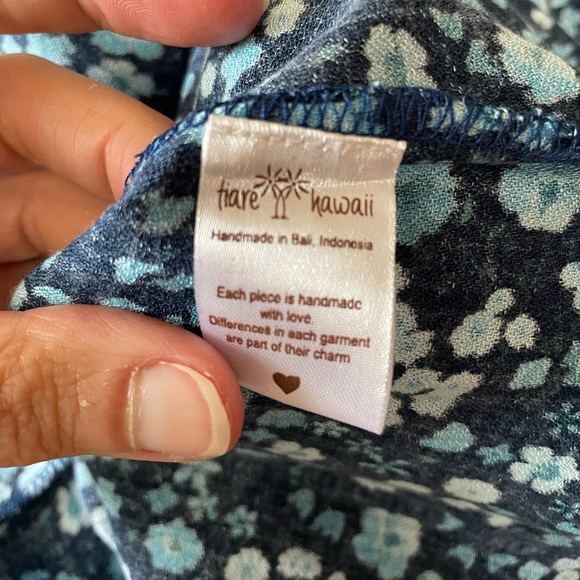 tiare hawaii
Handmade in Bali, Indonesia
Each piece is handmade
with love.
Differences in each garment
are part of their charm